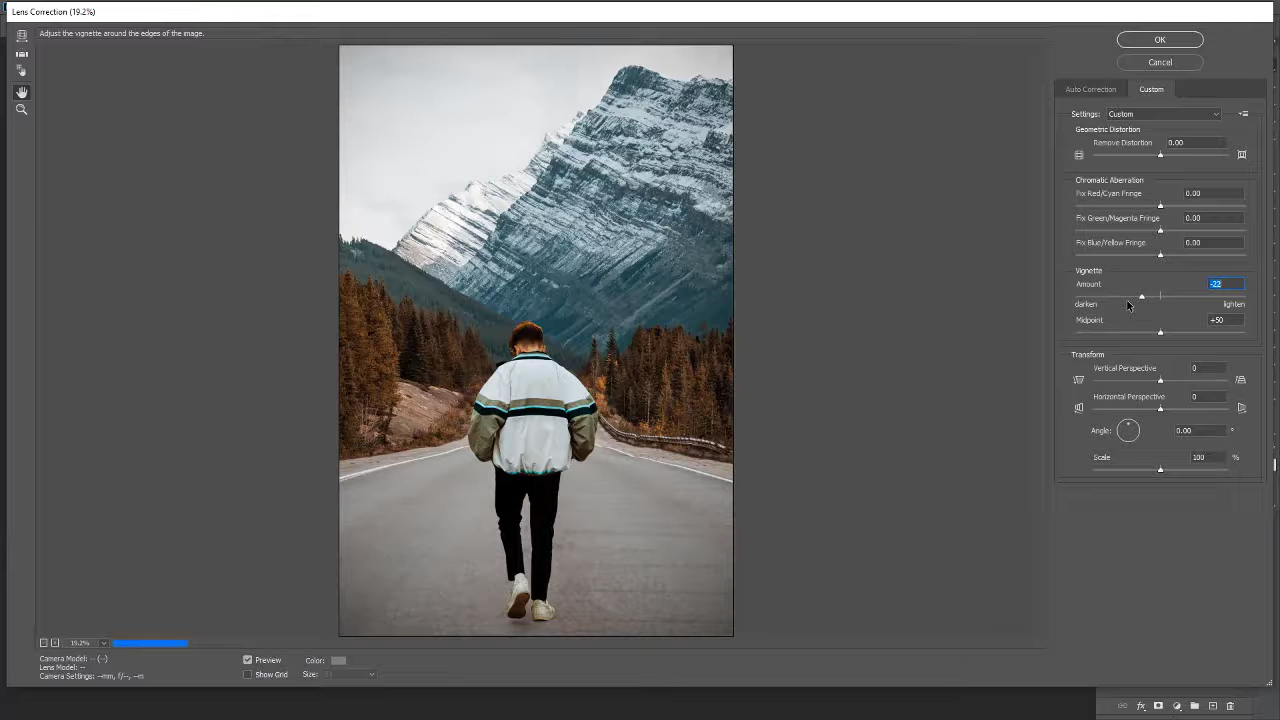 Lens Correction (19.2%)
Adjust the vignette around the edges of the image.
OK
Cancel
Auto Correction
Custom
Settings: Custom
Geometric Distortion
Remove Distortion 0.00
Chromatic Aberration
Fix Red/Cyan Fringe 0.00
Fix Green/Magenta Fringe 0.00
Fix Blue/Yellow Fringe 0.00
Vignette
Amount -22
darken lighten
Midpoint +50
Transform
Vertical Perspective 0
Horizontal Perspective 0
Angle: 0.00 °
Scale 100 %
19.2%
Camera Model: -- (--)
Lens Model: --
Camera Settings: --mm, f/--, --m
Preview
Color:
Show Grid
Size:
fx